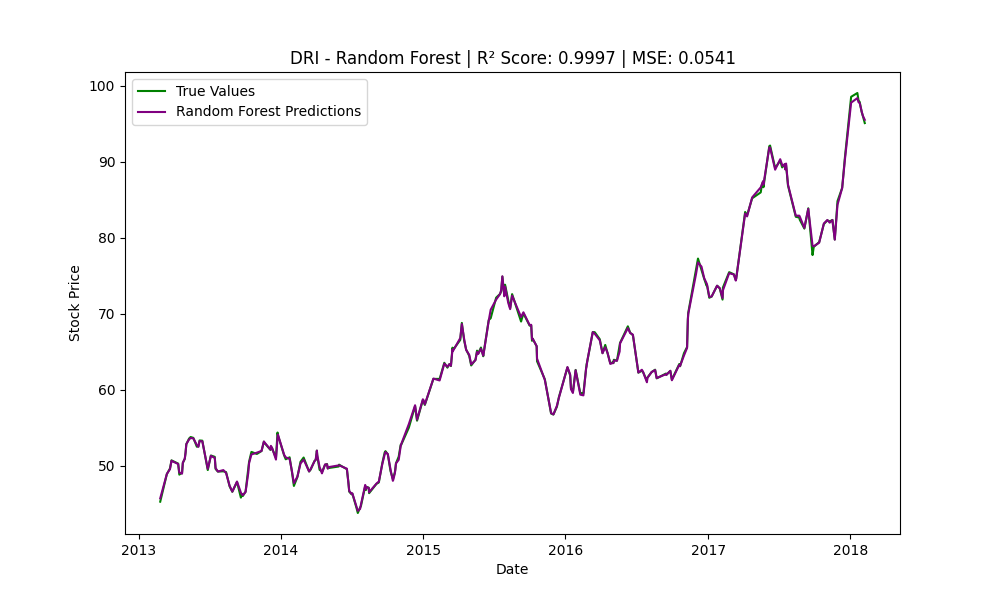 DRI - Random Forest | R² Score: 0.9997 | MSE: 0.0541
True Values
Random Forest Predictions
Stock Price
100
90
80
70
60
50
2013
2014
2015
2016
2017
2018
Date